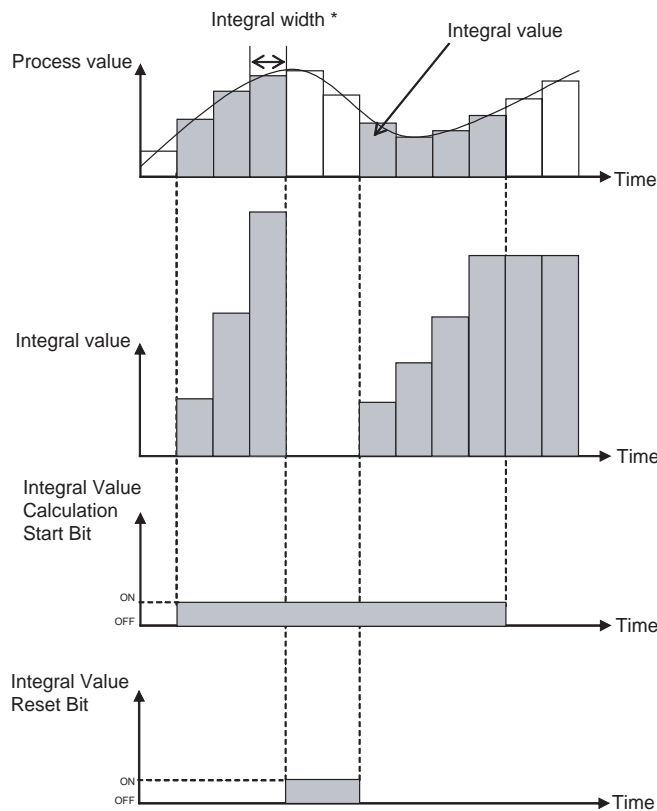 Integral width *
Integral value
Process value
Time
Integral value
Time
Integral Value
Calculation
Start Bit
ON
OFF
Time
Integral Value
Reset Bit
ON
OFF
Time